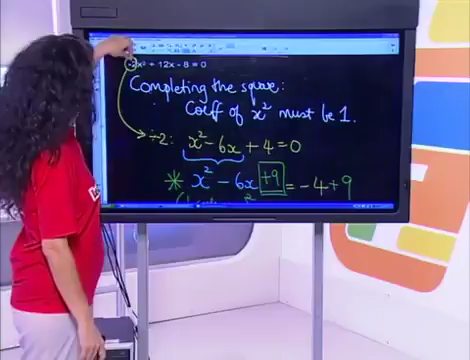 -2x² + 12x - 8 = 0
Completing the square:
Coeff of x² must be 1.
÷2: x² - 6x + 4 = 0
* x² - 6x +9 = -4+9